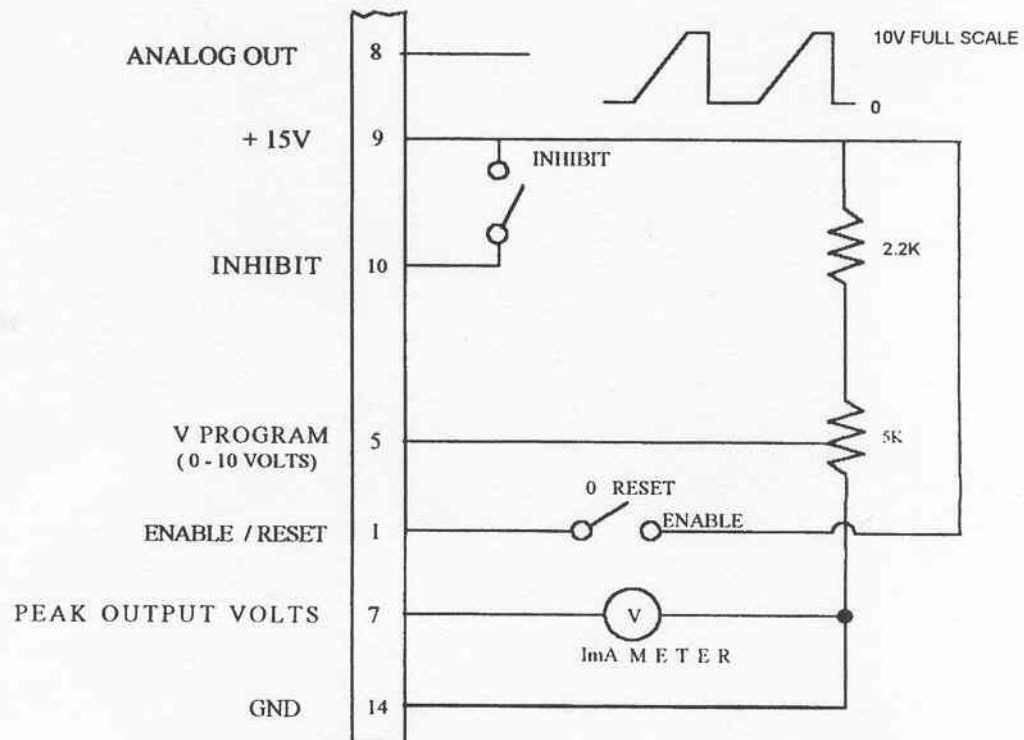 ANALOG OUT 8
10V FULL SCALE
0
+ 15V 9
INHIBIT
INHIBIT 10
2.2K
V PROGRAM
( 0 - 10 VOLTS)
5
5K
0 RESET
ENABLE / RESET 1
ENABLE
PEAK OUTPUT VOLTS 7
V
1mA METER
GND 14